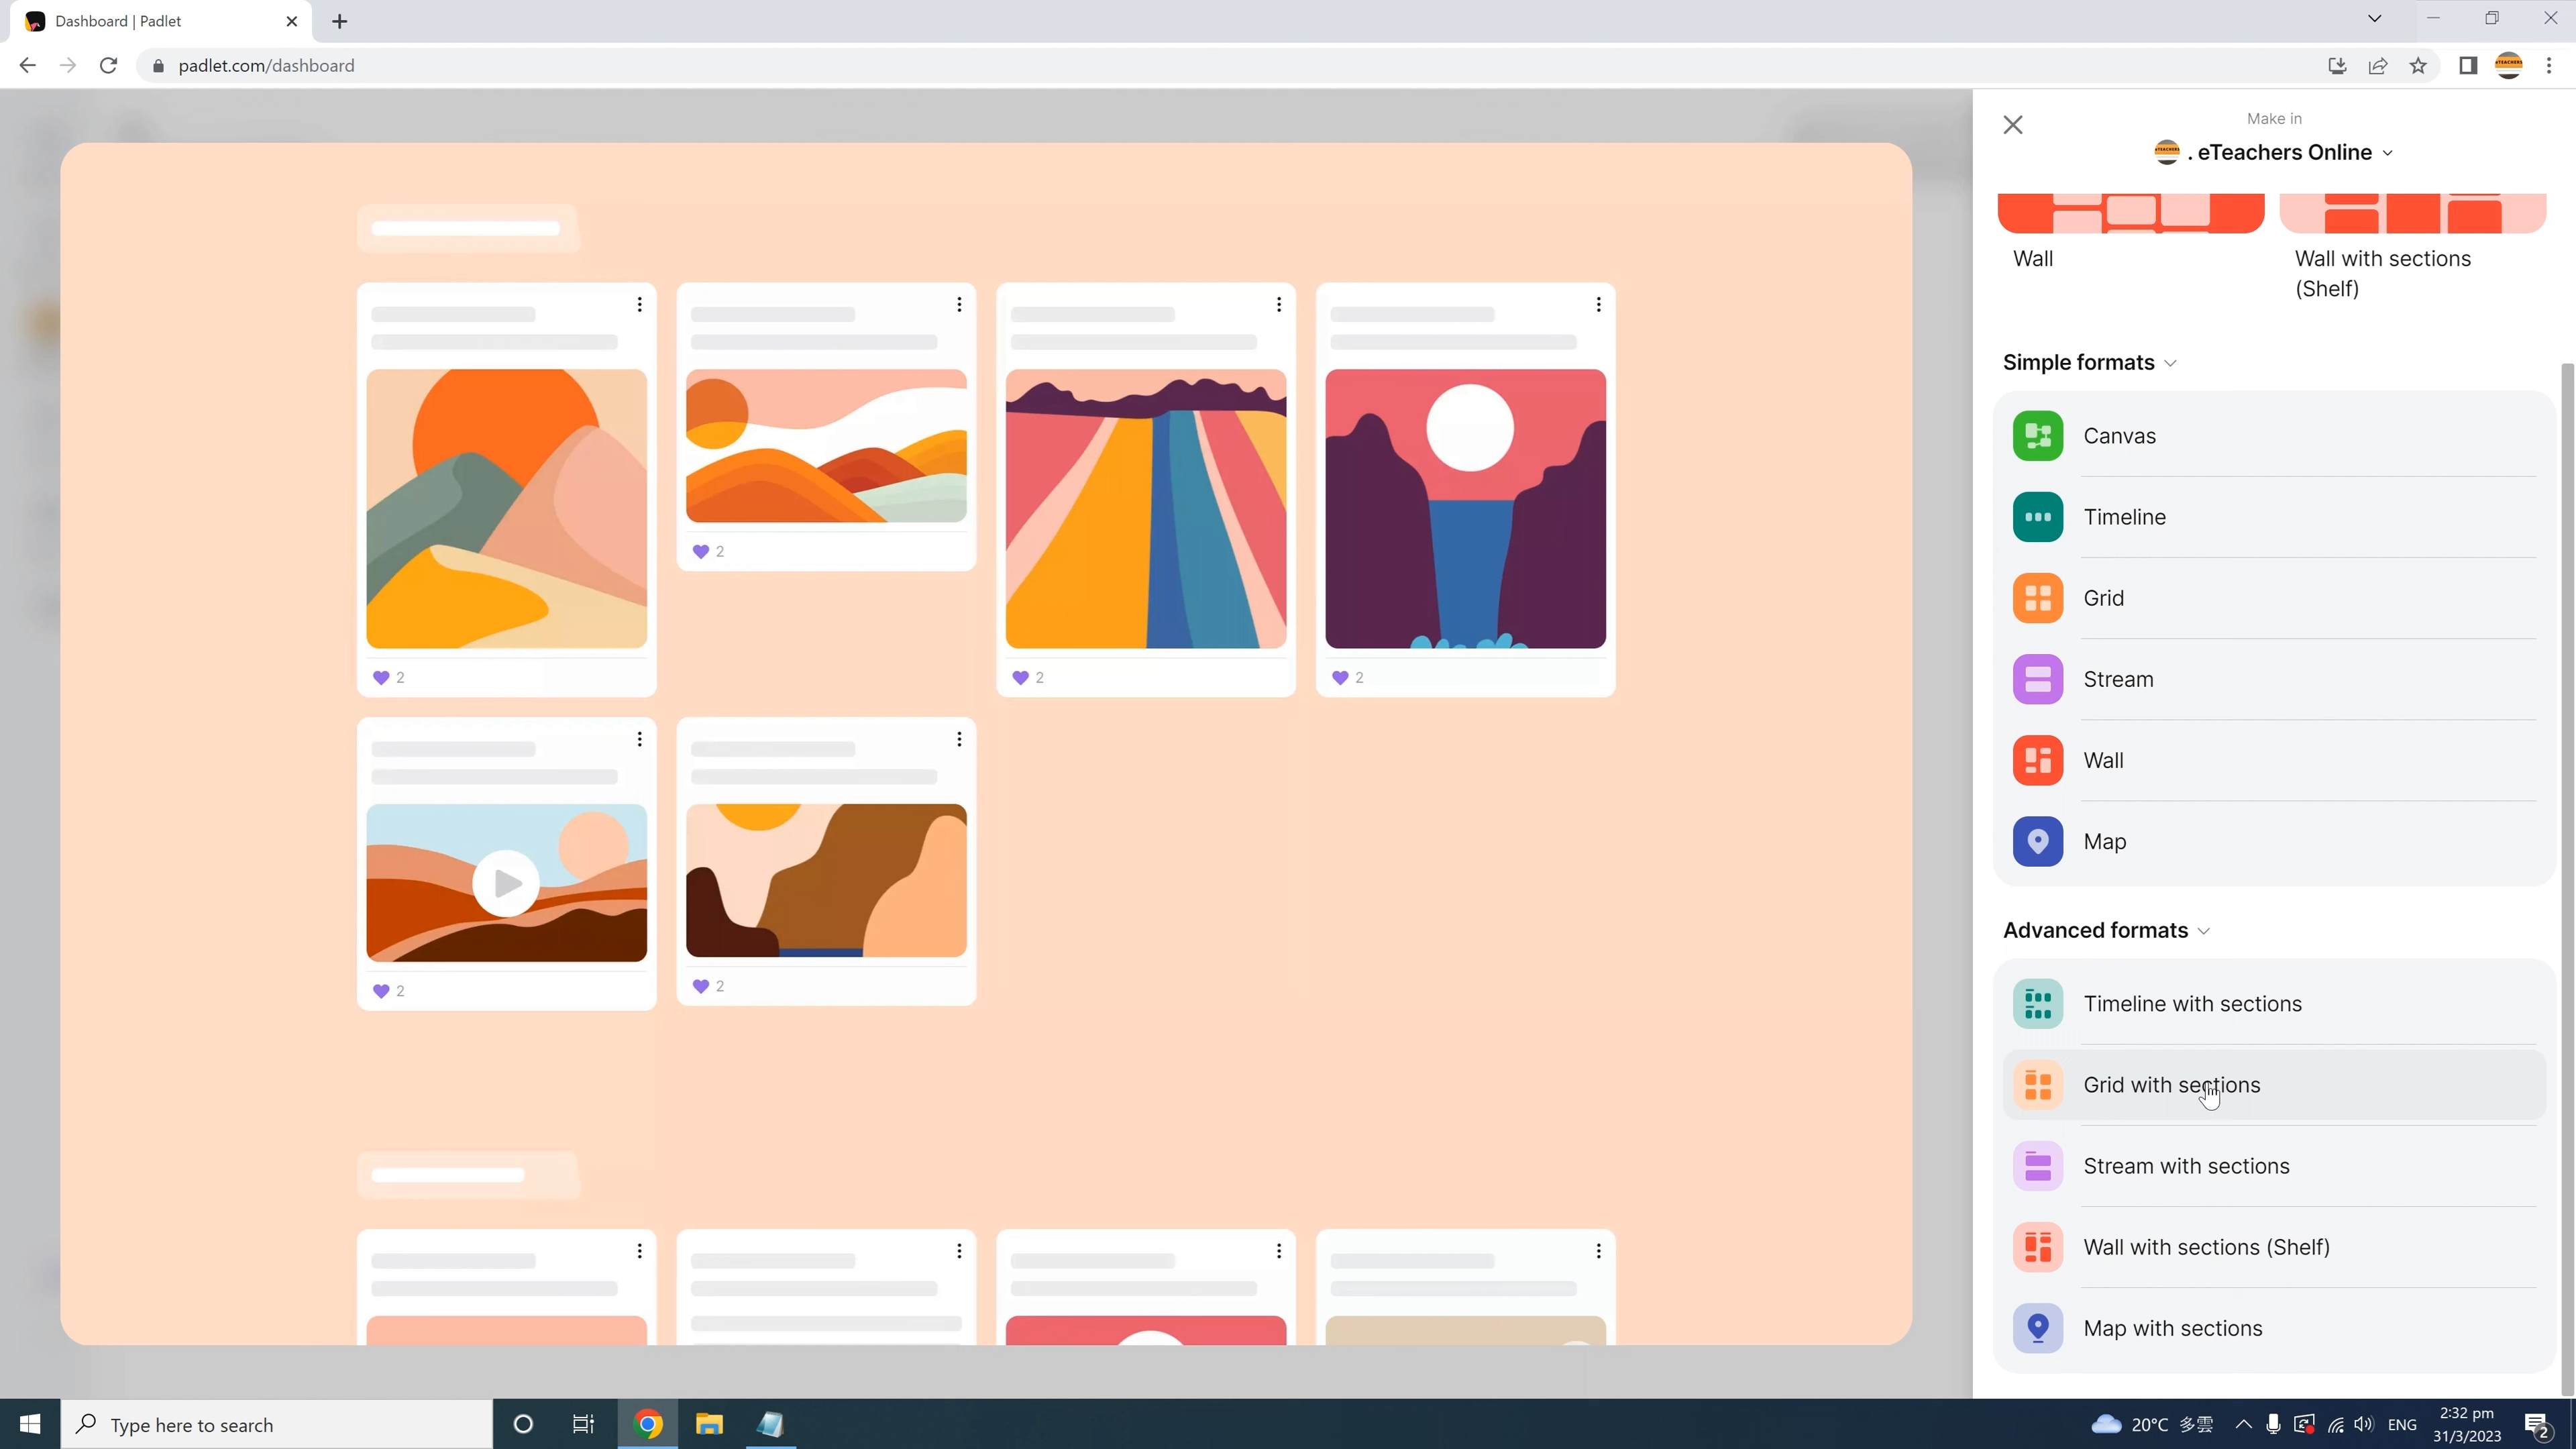 Dashboard | Padlet
padlet.com/dashboard
Make in
. eTeachers Online
Wall
Wall with sections
(Shelf)
Simple formats
Canvas
Timeline
Grid
Stream
Wall
Map
Advanced formats
Timeline with sections
Grid with sections
Stream with sections
Wall with sections (Shelf)
Map with sections
2
2
2
2
2
2
Type here to search
20°C 多雲
ENG
2:32 pm
31/3/2023
2